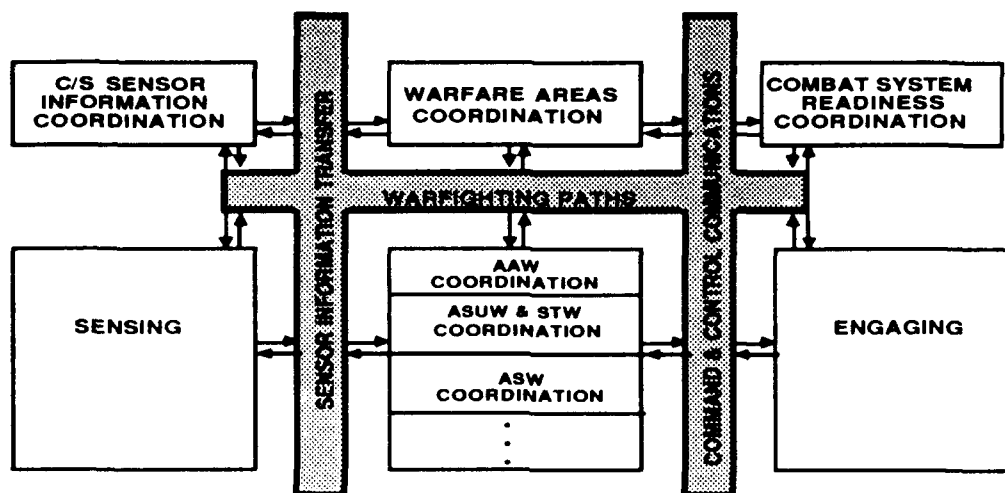 C/S SENSOR
INFORMATION
COORDINATION
WARFARE AREAS
COORDINATION
COMBAT SYSTEM
READINESS
COORDINATION
SENSOR INFORMATION TRANSFER
WARFIGHTING PATHS
COMMAND & CONTROL COMMUNICATIONS
SENSING
AAW
COORDINATION
ASUW & STW
COORDINATION
ASW
COORDINATION
ENGAGING